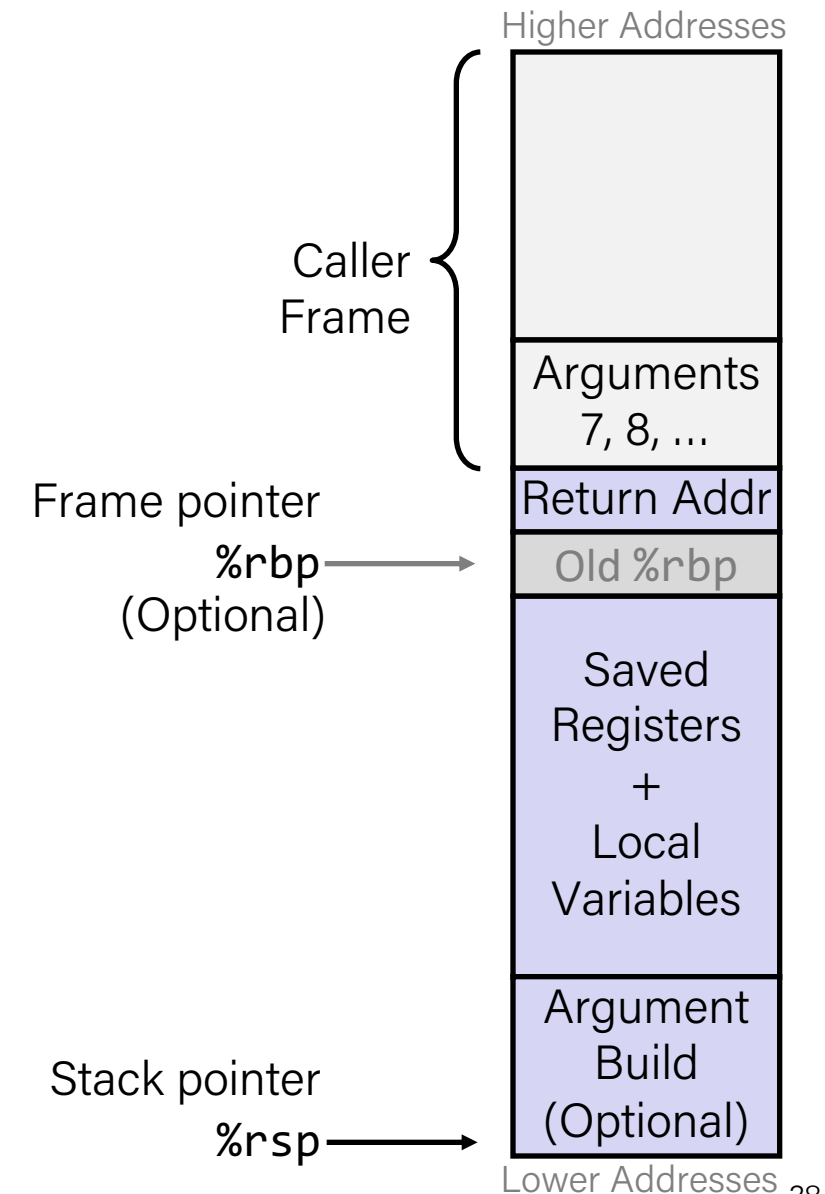 Higher Addresses
Caller
Frame
Arguments
7, 8, ...
Return Addr
Frame pointer
%rbp
(Optional)
Old %rbp
Saved
Registers
+
Local
Variables
Argument
Build
(Optional)
Stack pointer
%rsp
Lower Addresses